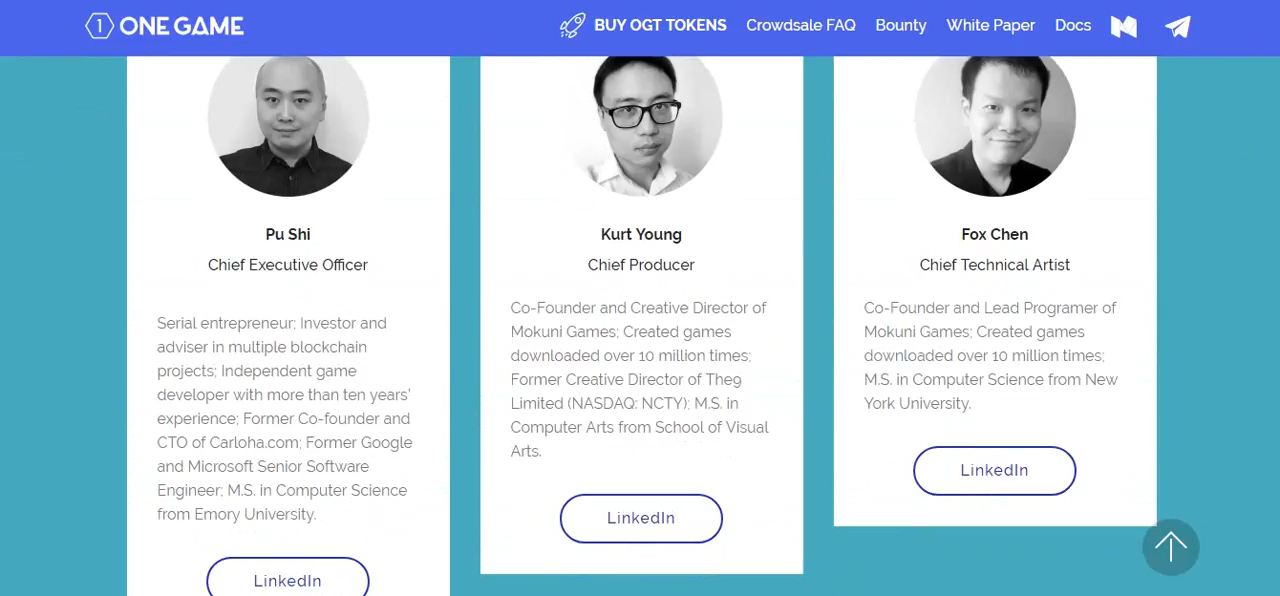 1 ONE GAME
BUY OGT TOKENS
Crowdsale FAQ
Bounty
White Paper
Docs
Pu Shi
Chief Executive Officer
Serial entrepreneur; Investor and
adviser in multiple blockchain
projects; Independent game
developer with more than ten years'
experience; Former Co-founder and
CTO of Carloha.com; Former Google
and Microsoft Senior Software
Engineer; M.S. in Computer Science
from Emory University.
LinkedIn
Kurt Young
Chief Producer
Co-Founder and Creative Director of
Mokuni Games; Created games
downloaded over 10 million times;
Former Creative Director of The9
Limited (NASDAQ: NCTY); M.S. in
Computer Arts from School of Visual
Arts.
LinkedIn
Fox Chen
Chief Technical Artist
Co-Founder and Lead Programer of
Mokuni Games; Created games
downloaded over 10 million times;
M.S. in Computer Science from New
York University.
LinkedIn